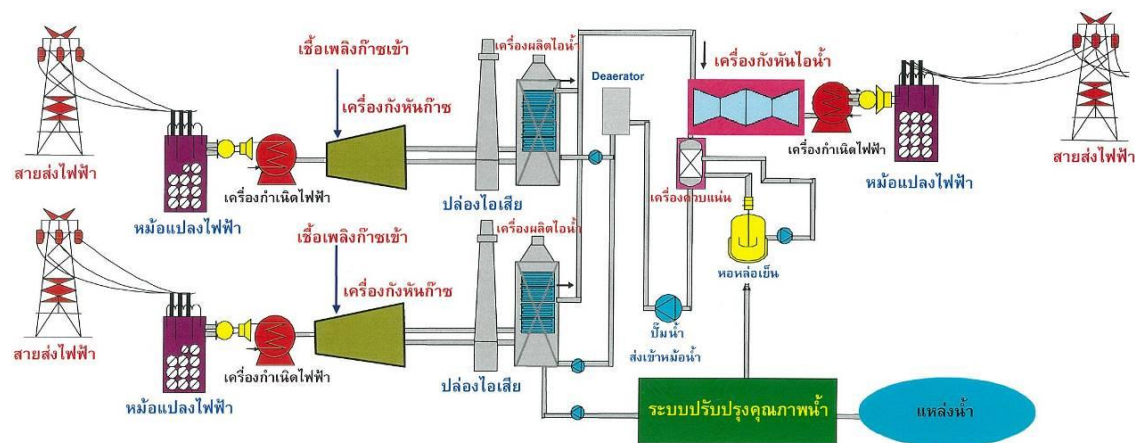 เชื้อเพลิงก๊าซเข้า
เครื่องผลิตไอน้ำ
เครื่องกังหันไอน้ำ
Deaerator
เครื่องกังหันก๊าซ
สายส่งไฟฟ้า
เครื่องกำเนิดไฟฟ้า
หม้อแปลงไฟฟ้า
ปล่องไอเสีย
เครื่องควบแน่น
เครื่องกำเนิดไฟฟ้า
หม้อแปลงไฟฟ้า
สายส่งไฟฟ้า
เชื้อเพลิงก๊าซเข้า
เครื่องผลิตไอน้ำ
เครื่องกังหันก๊าซ
หอหล่อเย็น
สายส่งไฟฟ้า
เครื่องกำเนิดไฟฟ้า
หม้อแปลงไฟฟ้า
ปล่องไอเสีย
ปั๊มน้ำ
ส่งเข้าหม้อน้ำ
ระบบปรับปรุงคุณภาพน้ำ
แหล่งน้ำ